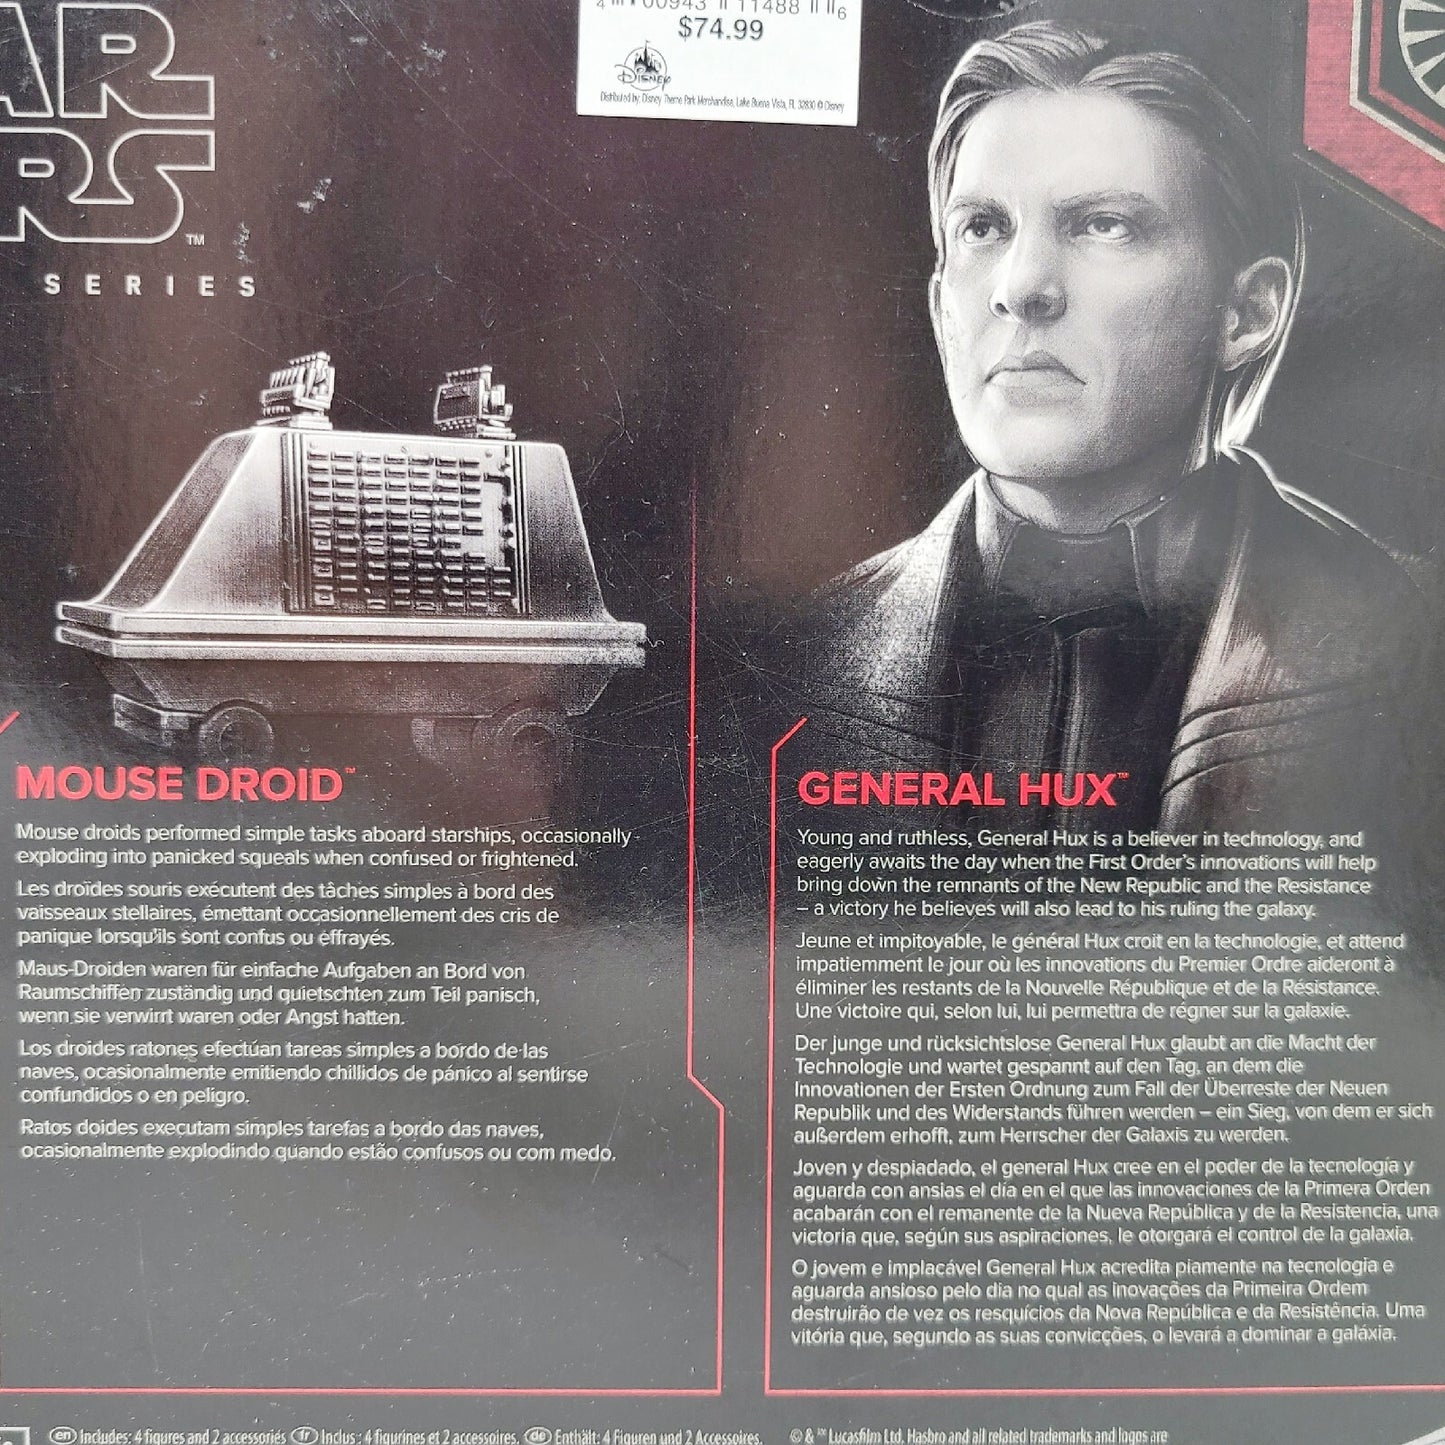 AR
RS
TM
SERIES
$74.99
Disney
Distributed by: Disney Theme Park Merchandise, Lake Buena Vista, FL 32830 © Disney
MOUSE DROID™
Mouse droids performed simple tasks aboard starships, occasionally
exploding into panicked squeals when confused or frightened.
Les droïdes souris exécutent des tâches simples à bord des
vaisseaux stellaires, émettant occasionnellement des cris de
panique lorsqu'ils sont confus ou effrayés.
Maus-Droiden waren für einfache Aufgaben an Bord von
Raumschiffen zuständig und quietschten zum Teil panisch,
wenn sie verwirrt waren oder Angst hatten.
Los droides ratones efectúan tareas simples a bordo de las
naves, ocasionalmente emitiendo chillidos de pánico al sentirse
confundidos o en peligro.
Ratos doides executam simples tarefas a bordo das naves,
ocasionalmente explodindo quando estão confusos ou com medo.
GENERAL HUX™
Young and ruthless, General Hux is a believer in technology, and
eagerly awaits the day when the First Order's innovations will help
bring down the remnants of the New Republic and the Resistance
– a victory he believes will also lead to his ruling the galaxy.
Jeune et impitoyable, le général Hux croit en la technologie, et attend
impatiemment le jour où les innovations du Premier Ordre aideront à
éliminer les restants de la Nouvelle République et de la Résistance.
Une victoire qui, selon lui, lui permettra de régner sur la galaxie.
Der junge und rücksichtslose General Hux glaubt an die Macht der
Technologie und wartet gespannt auf den Tag, an dem die
Innovationen der Ersten Ordnung zum Fall der Überreste der Neuen
Republik und des Widerstands führen werden – ein Sieg, von dem er sich
außerdem erhofft, zum Herrscher der Galaxis zu werden.
Joven y despiadado, el general Hux cree en el poder de la tecnología y
aguarda con ansias el día en el que las innovaciones de la Primera Orden
acabarán con el remanente de la Nueva República y de la Resistencia, una
victoria que, según sus aspiraciones, le otorgará el control de la galaxia.
O jovem e implacável General Hux acredita piamente na tecnologia e
aguarda ansioso pelo dia no qual as inovações da Primeira Ordem
destruirão de vez os resquícios da Nova República e da Resistência. Uma
vitória que, segundo as suas convicções, o levará a dominar a galáxia.
en Includes: 4 figures and 2 accessories fr Inclus : 4 figurines et 2 accessoires. de Enthält: 4 Figuren und 2 Accessoires.
© & ™ Lucasfilm Ltd. Hasbro and all related trademarks and logos are